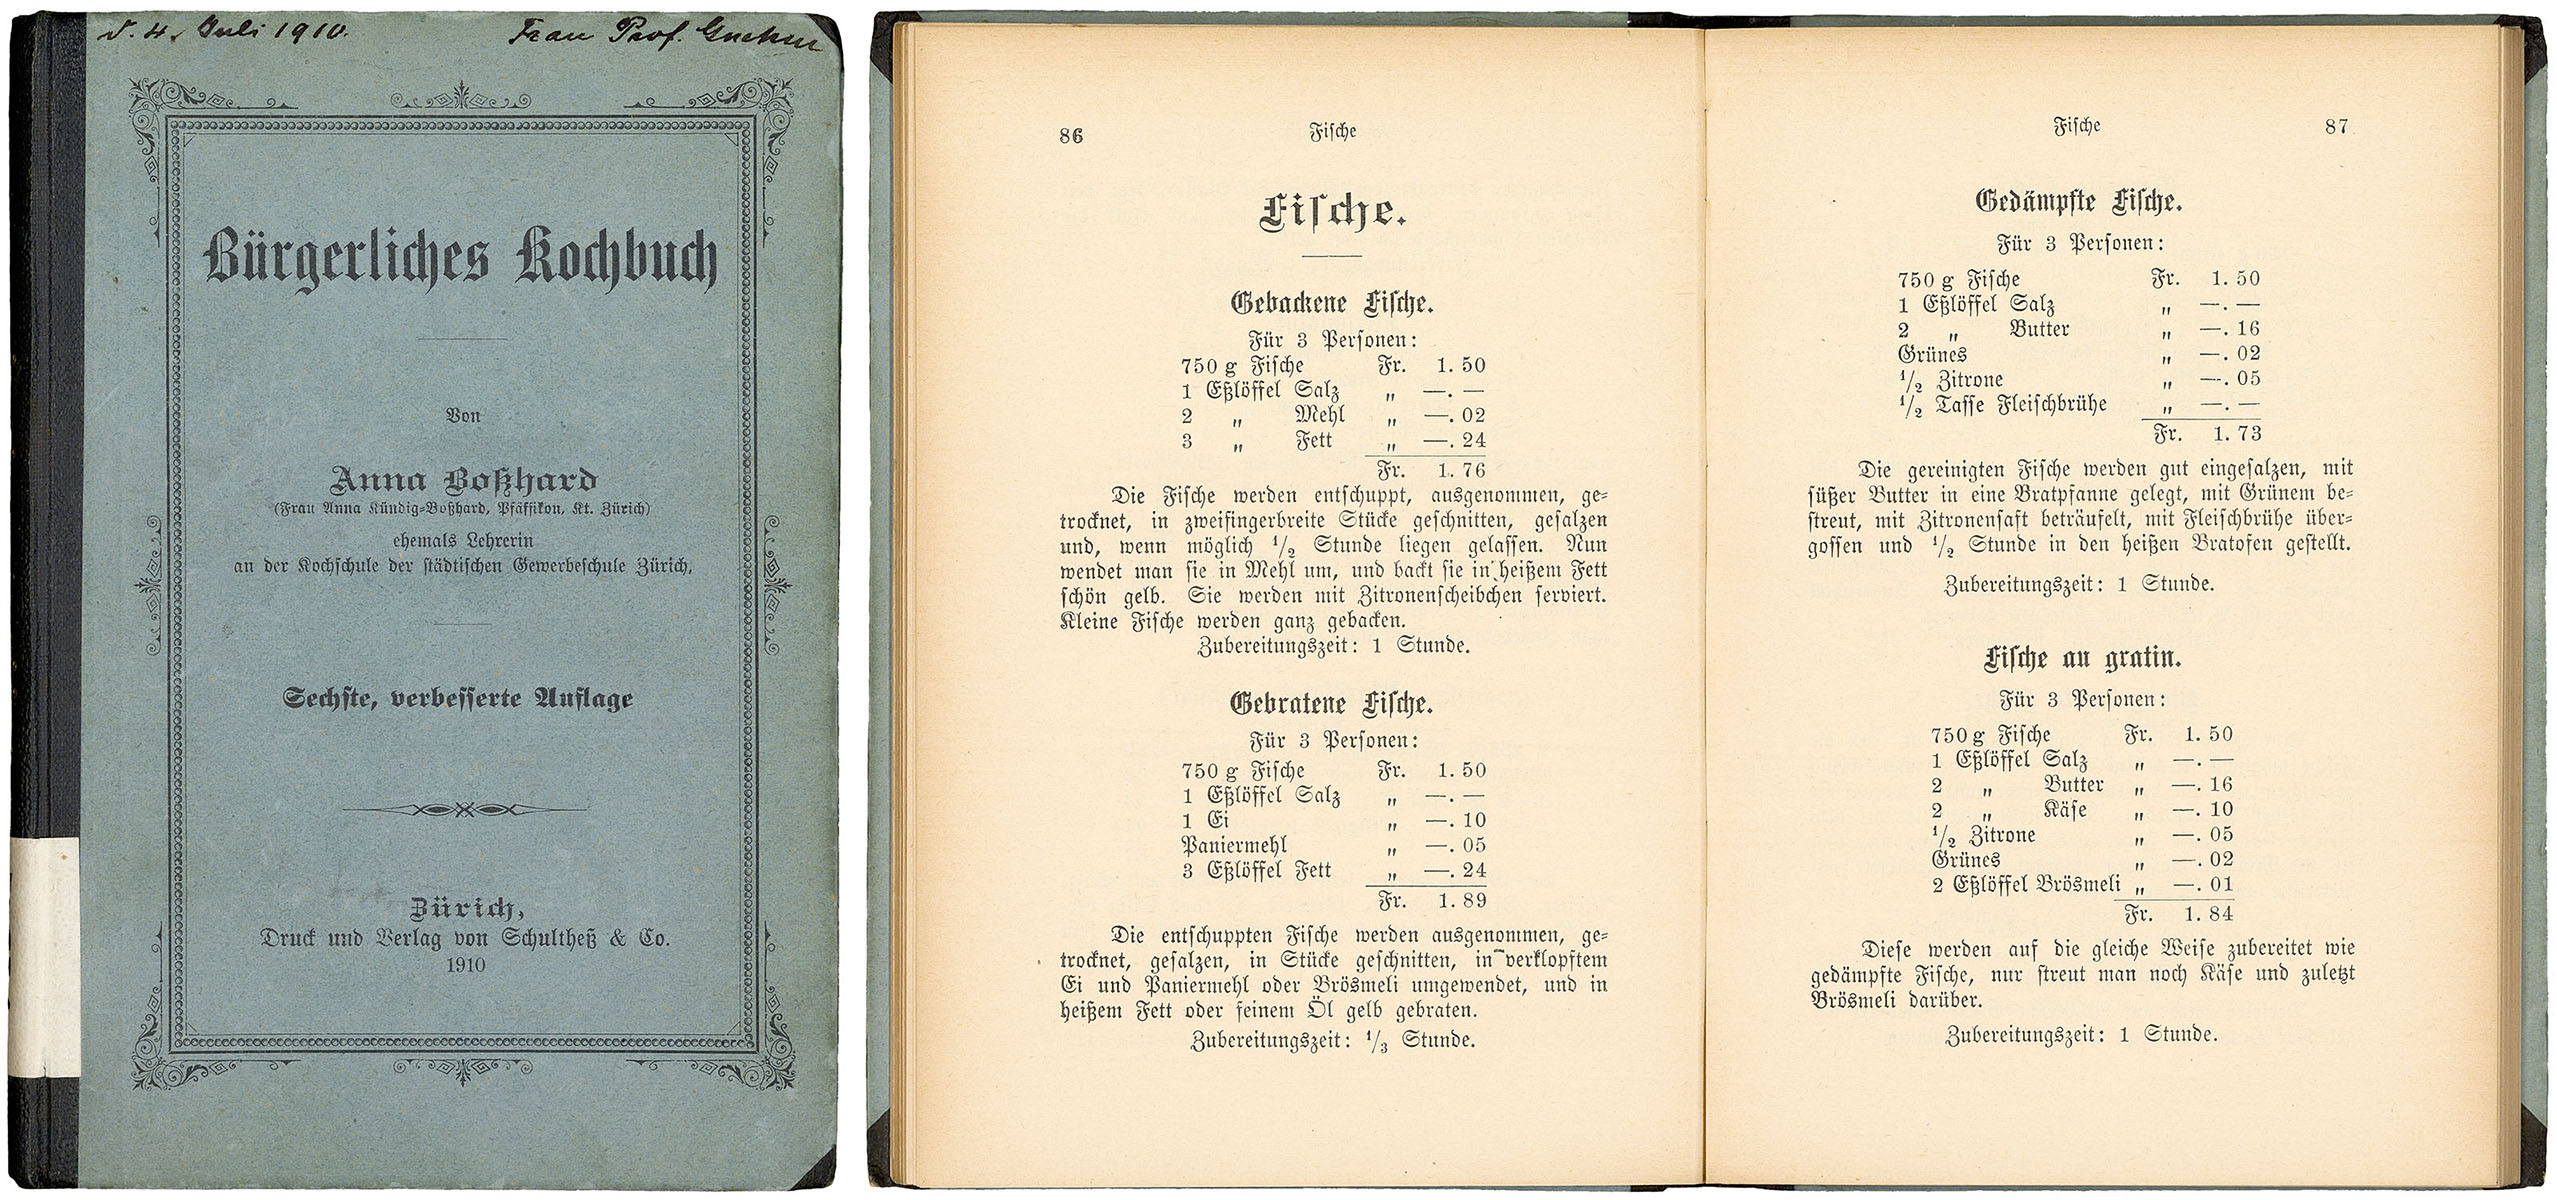 d. 4. Juli 1910.
Frau Prof.
Bürgerliches Kochbuch
Von
Anna Boßhard
(Frau Anna Kündig=Boßhard, Pfäffikon, Kt. Zürich)
ehemals Lehrerin
an der Kochschule der städtischen Gewerbeschule Zürich,
Sechste, verbesserte Auflage
Zürich,
Druck und Verlag von Schultheß & Co.
1910
86 Fische
Fische.
Gebackene Fische.
Für 3 Personen:
750 g Fische Fr. 1. 50
1 Eßlöffel Salz „ —. —
2 „ Mehl „ —. 02
3 „ Fett „ —. 24
Fr. 1. 76
Die Fische werden entschuppt, ausgenommen, ge=
trocknet, in zweifingerbreite Stücke geschnitten, gesalzen
und, wenn möglich 1/2 Stunde liegen gelassen. Nun
wendet man sie in Mehl um, und backt sie in heißem Fett
schön gelb. Sie werden mit Zitronenscheibchen serviert.
Kleine Fische werden ganz gebacken.
Zubereitungszeit: 1 Stunde.
Gebratene Fische.
Für 3 Personen:
750 g Fische Fr. 1. 50
1 Eßlöffel Salz „ —. —
1 Ei „ —. 10
Paniermehl „ —. 05
3 Eßlöffel Fett „ —. 24
Fr. 1. 89
Die entschuppten Fische werden ausgenommen, ge=
trocknet, gesalzen, in Stücke geschnitten, in verklopftem
Ei und Paniermehl oder Brösmeli umgewendet, und in
heißem Fett oder feinem Öl gelb gebraten.
Zubereitungszeit: 1/3 Stunde.
Fische 87
Gedämpfte Fische.
Für 3 Personen:
750 g Fische Fr. 1. 50
1 Eßlöffel Salz „ —. —
2 „ Butter „ —. 16
Grünes „ —. 02
1/2 Zitrone „ —. 05
1/2 Tasse Fleischbrühe „ —. —
Fr. 1. 73
Die gereinigten Fische werden gut eingesalzen, mit
süßer Butter in eine Bratpfanne gelegt, mit Grünem be=
streut, mit Zitronensaft beträufelt, mit Fleischbrühe über=
gossen und 1/2 Stunde in den heißen Bratofen gestellt.
Zubereitungszeit: 1 Stunde.
Fische au gratin.
Für 3 Personen:
750 g Fische Fr. 1. 50
1 Eßlöffel Salz „ —. —
2 „ Butter „ —. 16
2 „ Käse „ —. 10
1/2 Zitrone „ —. 05
Grünes „ —. 02
2 Eßlöffel Brösmeli „ —. 01
Fr. 1. 84
Diese werden auf die gleiche Weise zubereitet wie
gedämpfte Fische, nur streut man noch Käse und zuletzt
Brösmeli darüber.
Zubereitungszeit: 1 Stunde.